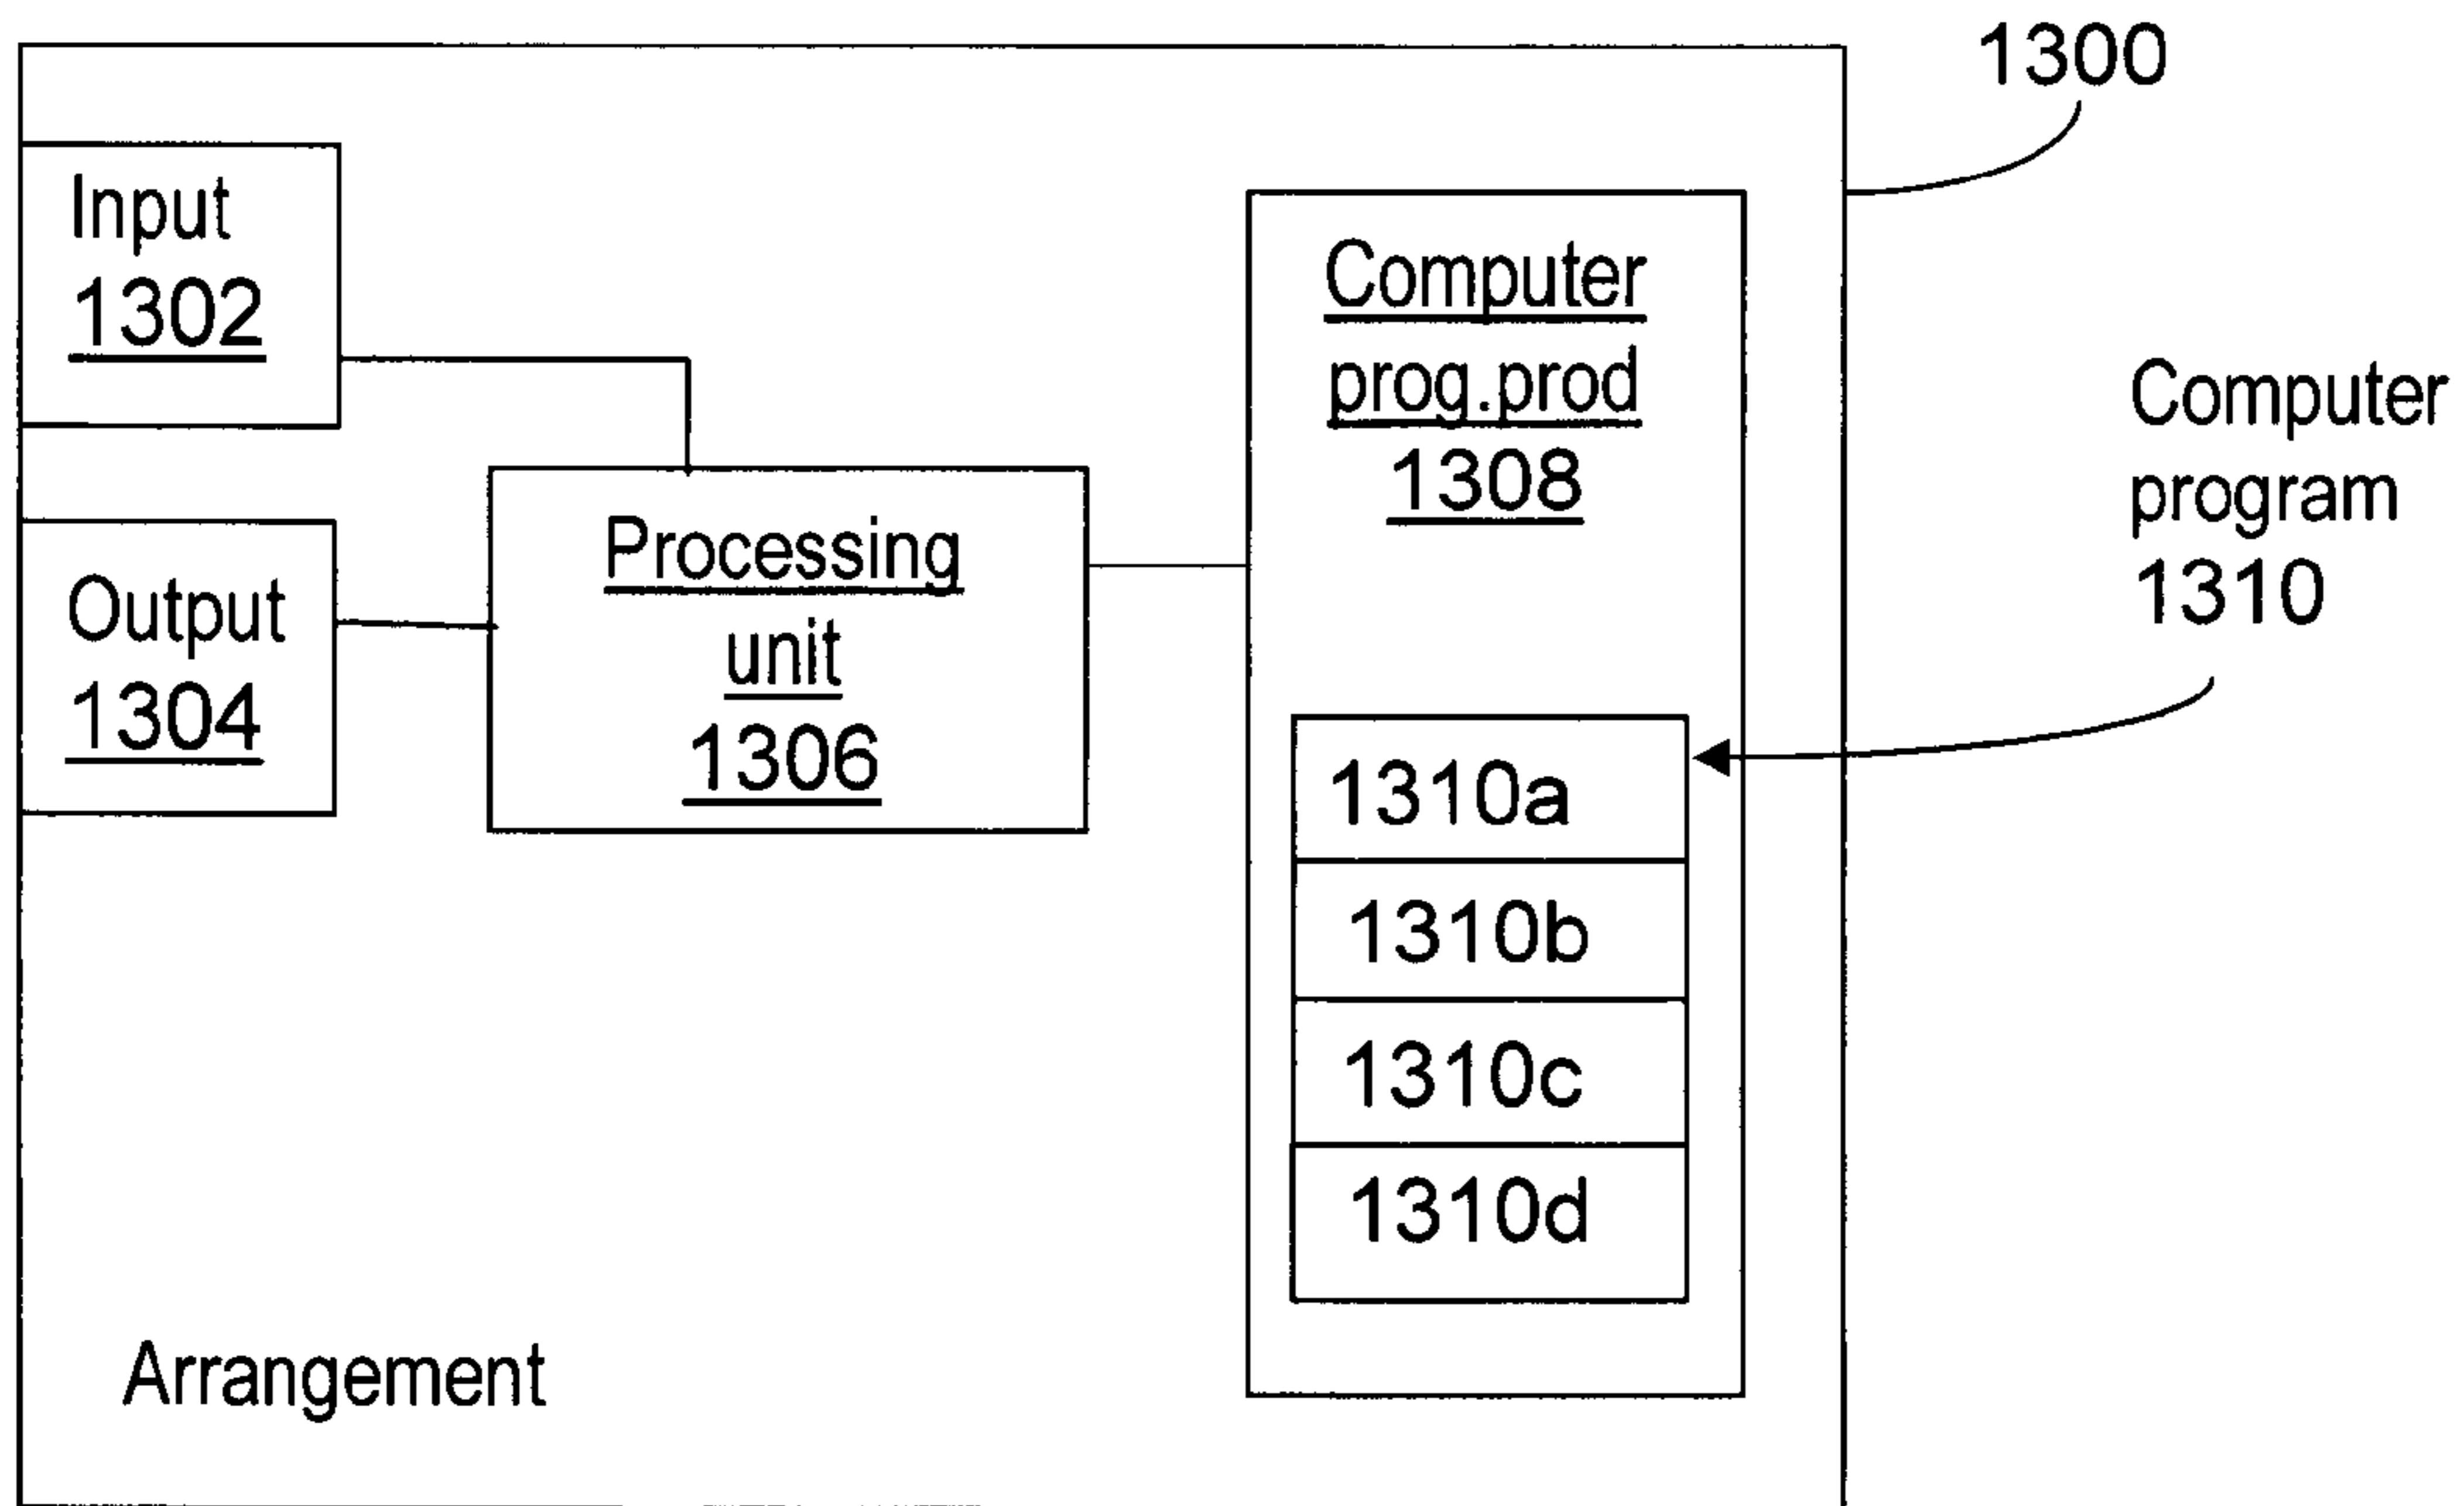 1300
Input
1302
Computer
prog.prod
1308
Computer
program
1310
Processing
unit
1306
Output
1304
1310a
1310b
1310c
1310d
Arrangement